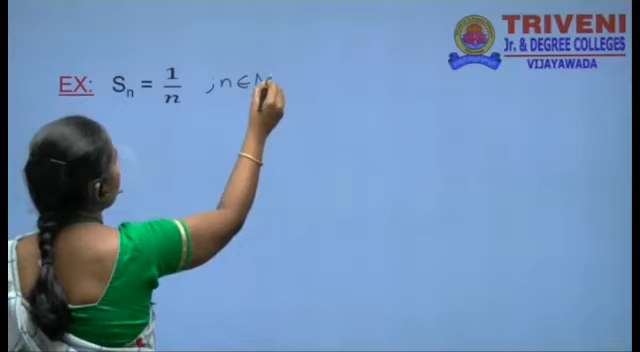 TRIVENI
Jr. & DEGREE COLLEGES
VIJAYAWADA
EX: Sn = 1/n ; n ∈ N